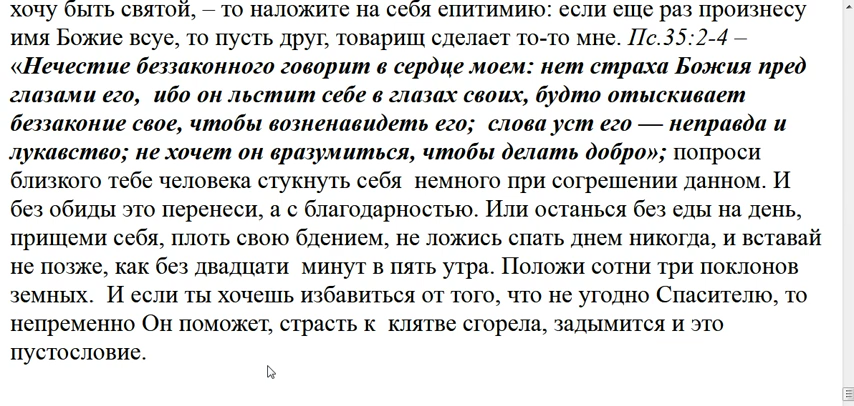 хочу быть святой, – то наложите на себя епитимию: если еще раз произнесу
имя Божие всуе, то пусть друг, товарищ сделает то-то мне. Пс.35:2-4 –
«Нечестие беззаконного говорит в сердце моем: нет страха Божия пред
глазами его,  ибо он льстит себе в глазах своих, будто отыскивает
беззаконие свое, чтобы возненавидеть его;  слова уст его — неправда и
лукавство; не хочет он вразумиться, чтобы делать добро»; попроси
близкого тебе человека стукнуть себя  немного при согрешении данном. И
без обиды это перенеси, а с благодарностью. Или останься без еды на день,
прищеми себя, плоть свою бдением, не ложись спать днем никогда, и вставай
не позже, как без двадцати  минут в пять утра. Положи сотни три поклонов
земных.  И если ты хочешь избавиться от того, что не угодно Спасителю, то
непременно Он поможет, страсть к  клятве сгорела, задымится и это
пустословие.